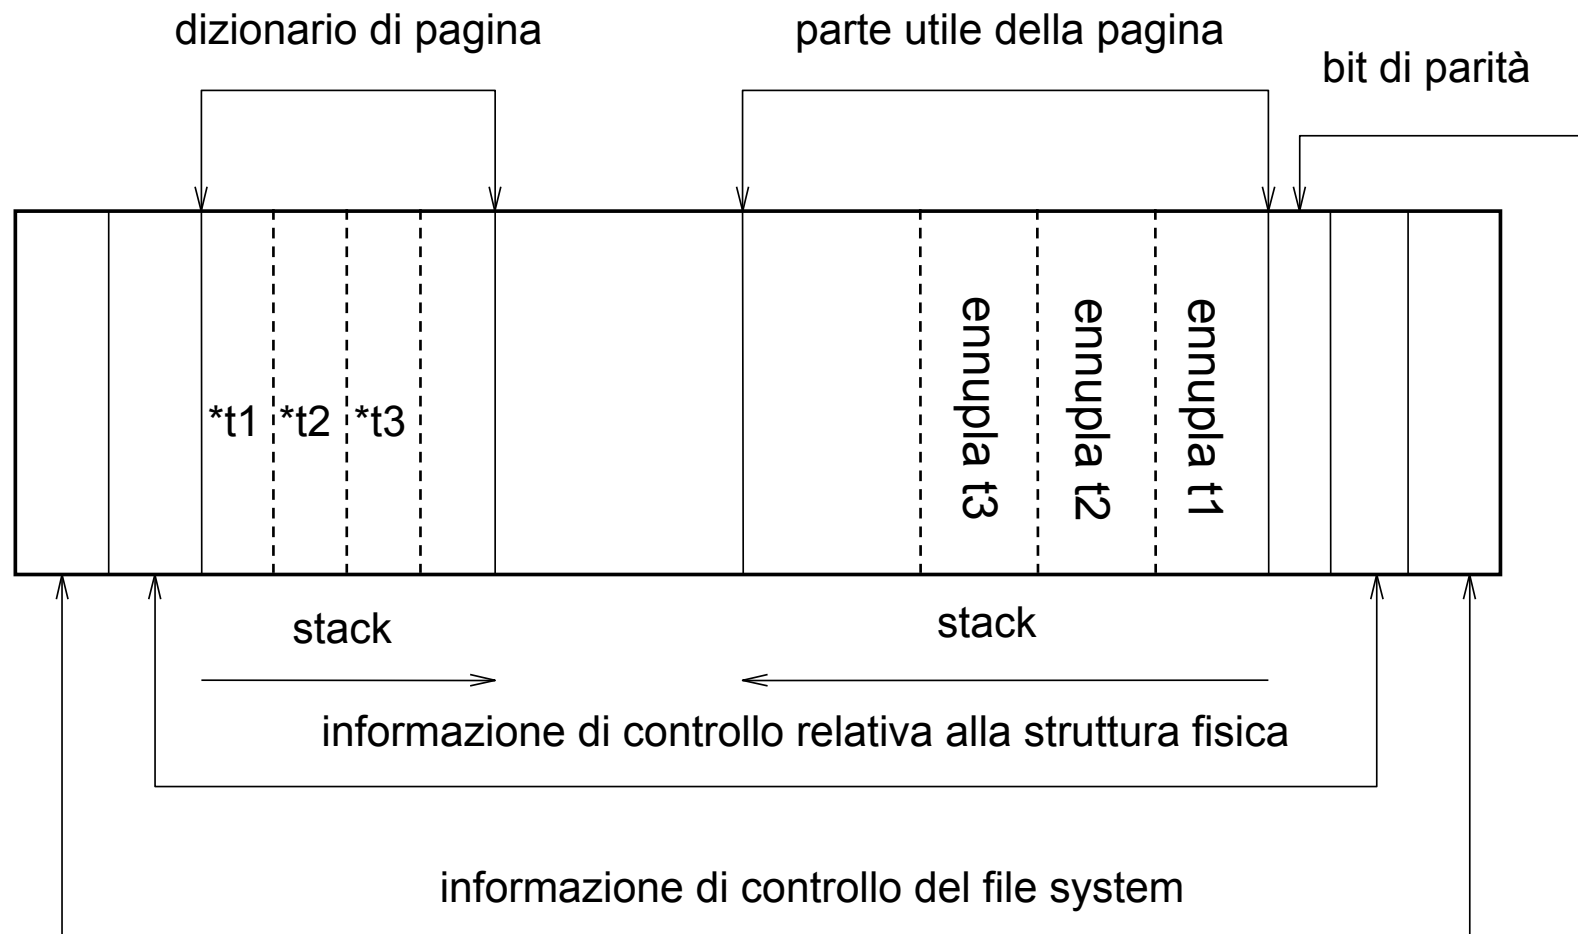 dizionario di pagina
parte utile della pagina
bit di parità
*t1
*t2
*t3
ennupla t3
ennupla t2
ennupla t1
stack
stack
informazione di controllo relativa alla struttura fisica
informazione di controllo del file system